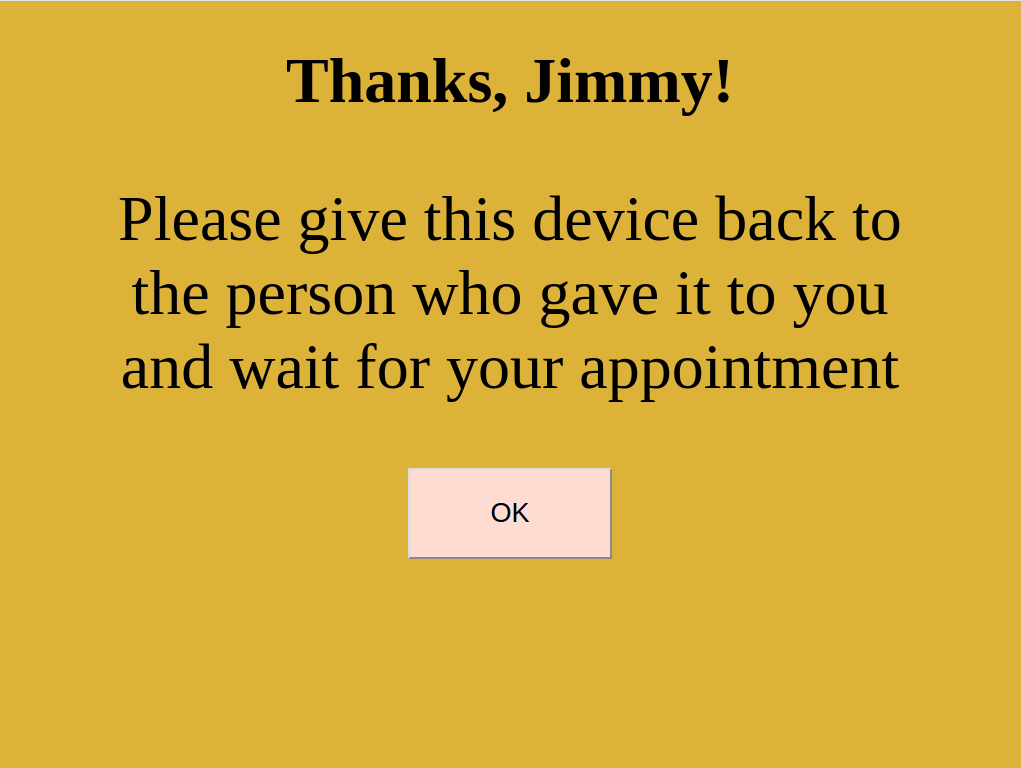 Thanks, Jimmy!
Please give this device back to
the person who gave it to you
and wait for your appointment
OK